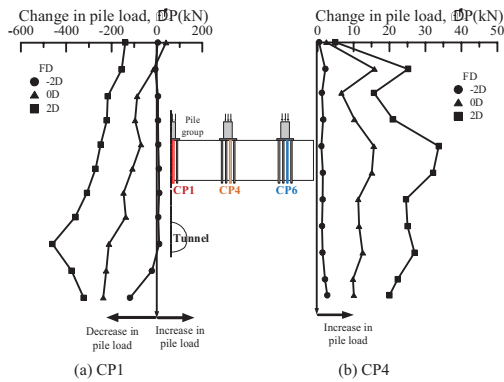 Change in pile load, ΔP(kN)
-600 -400 -200 0 200
FD
-2D
0D
2D
Pile
group
CP1 CP4 CP6
Tunnel
Decrease in
pile load
Increase in
pile load
(a) CP1
Change in pile load, ΔP(kN)
0 10 20 30 40 50
FD
-2D
0D
2D
Increase in
pile load
(b) CP4